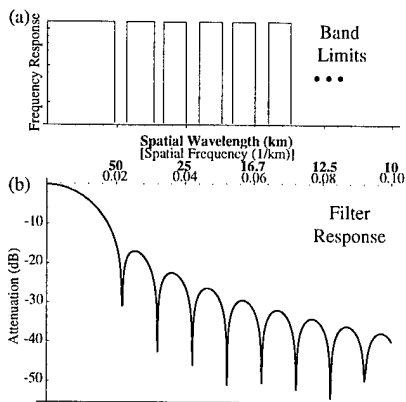 (a)
Frequency Response
Band
Limits
•••
Spatial Wavelength (km)
[Spatial Frequency (1/km)]
50 25 16.7 12.5 10
0.02 0.04 0.06 0.08 0.10
(b)
Filter
Response
Attenuation (dB)
-10
-20
-30
-40
-50